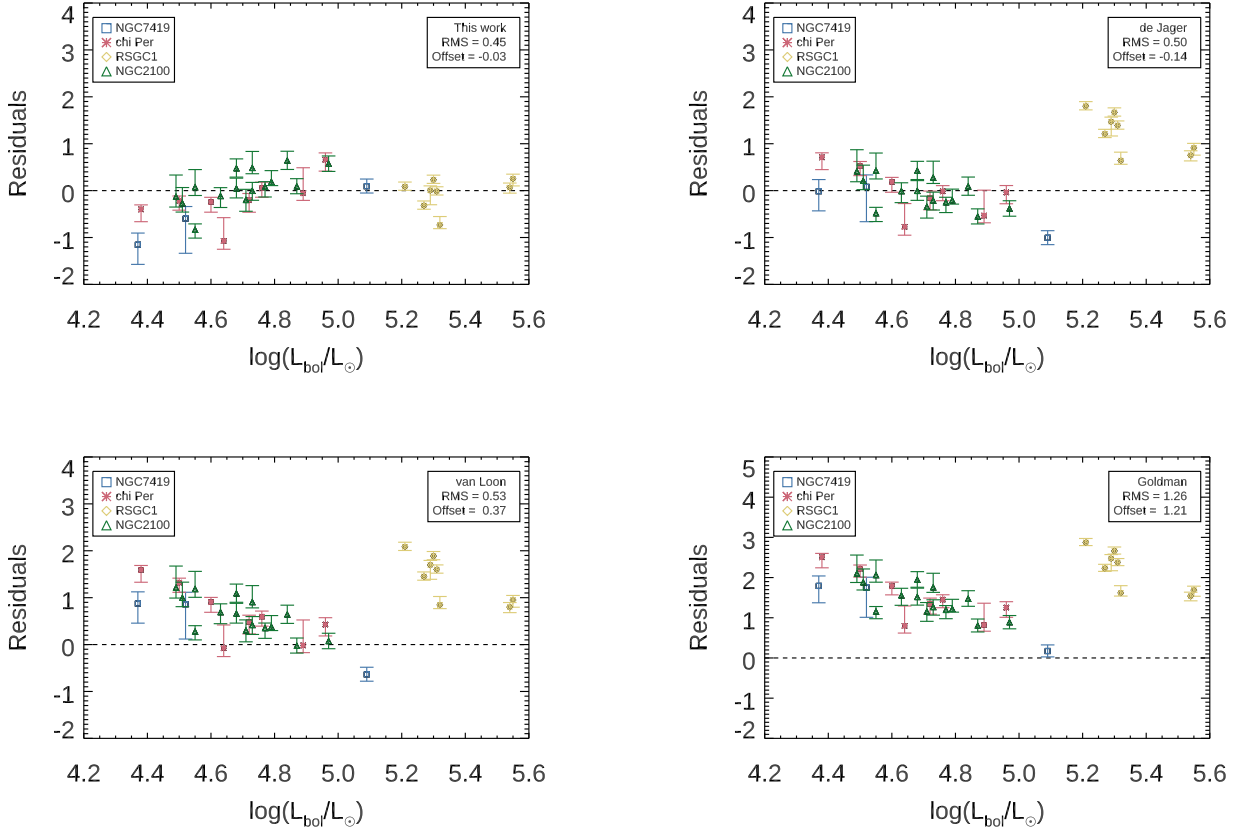 4
3
2
1
0
-1
-2
Residuals
NGC7419
chi Per
RSGC1
NGC2100
This work
RMS = 0.45
Offset = -0.03
4.2 4.4 4.6 4.8 5.0 5.2 5.4 5.6
log(Lbol/L☉)
4
3
2
1
0
-1
-2
Residuals
NGC7419
chi Per
RSGC1
NGC2100
de Jager
RMS = 0.50
Offset = -0.14
4.2 4.4 4.6 4.8 5.0 5.2 5.4 5.6
log(Lbol/L☉)
4
3
2
1
0
-1
-2
Residuals
NGC7419
chi Per
RSGC1
NGC2100
van Loon
RMS = 0.53
Offset = 0.37
4.2 4.4 4.6 4.8 5.0 5.2 5.4 5.6
log(Lbol/L☉)
5
4
3
2
1
0
-1
-2
Residuals
NGC7419
chi Per
RSGC1
NGC2100
Goldman
RMS = 1.26
Offset = 1.21
4.2 4.4 4.6 4.8 5.0 5.2 5.4 5.6
log(Lbol/L☉)